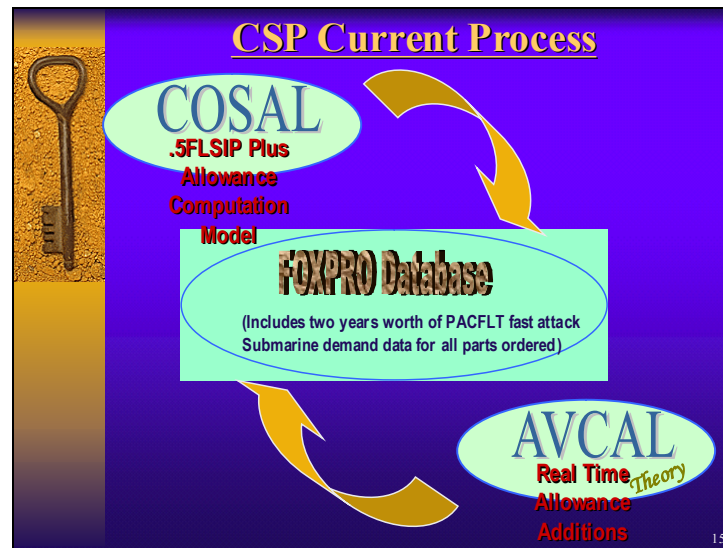 CSP Current Process
COSAL
.5FLSIP Plus
Allowance
Computation
Model
FOXPRO Database
(Includes two years worth of PACFLT fast attack
Submarine demand data for all parts ordered)
AVCAL
Real Time
Theory
Allowance
Additions
15